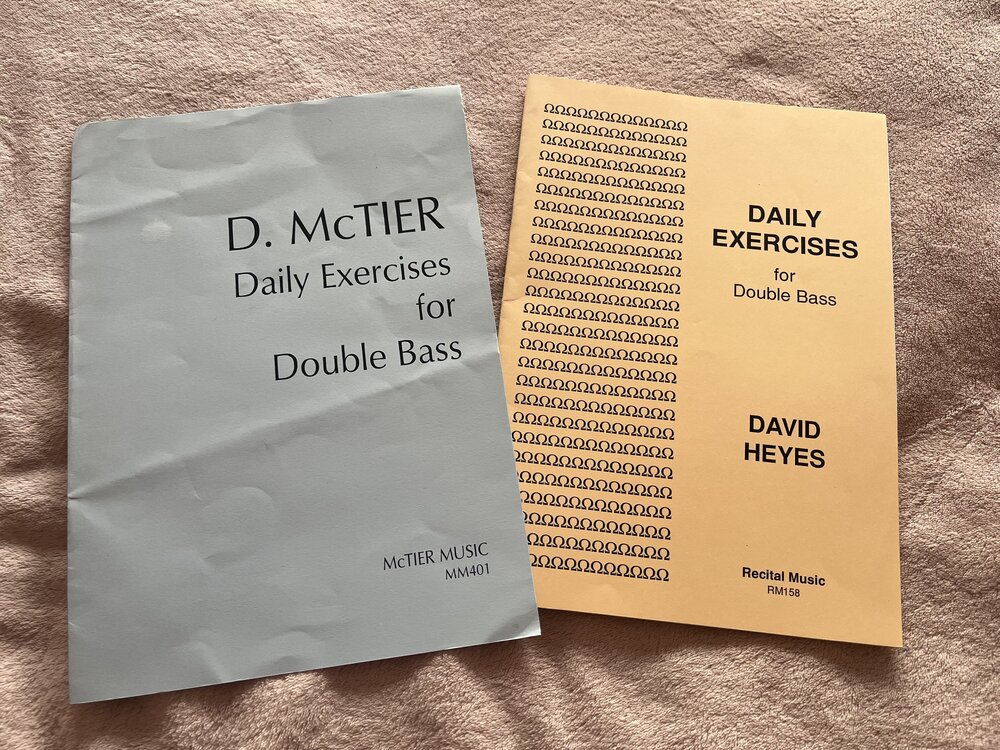 D. McTIER
Daily Exercises
for
Double Bass
McTIER MUSIC
MM401
DAILY
EXERCISES
for
Double Bass
DAVID
HEYES
Recital Music
RM158